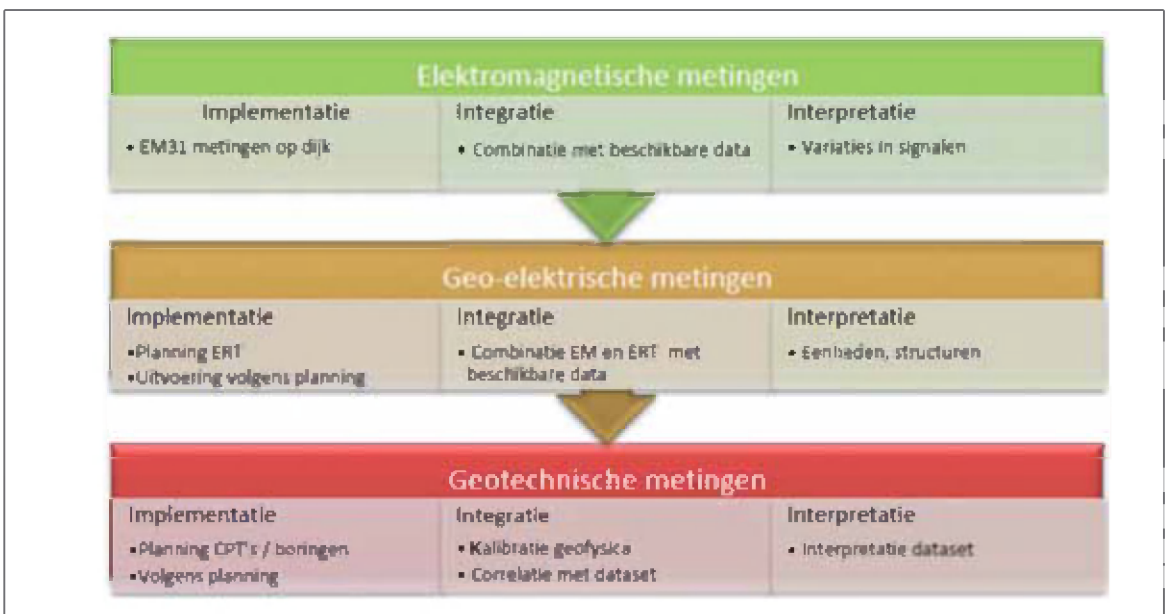 Elektromagnetische metingen
Implementatie
• EM31 metingen op dijk
Integratie
• Combinatie met beschikbare data
Interpretatie
• Variaties in signalen
Geo-elektrische metingen
Implementatie
•Planning ERT
•Uitvoering volgens planning
Integratie
• Combinatie EM en ERT met
beschikbare data
Interpretatie
• Eenheden, structuren
Geotechnische metingen
Implementatie
•Planning CPT's / boringen
•Volgens planning
Integratie
• Kalibratie geofysica
• Correlatie met dataset
Interpretatie
• Interpretatie dataset